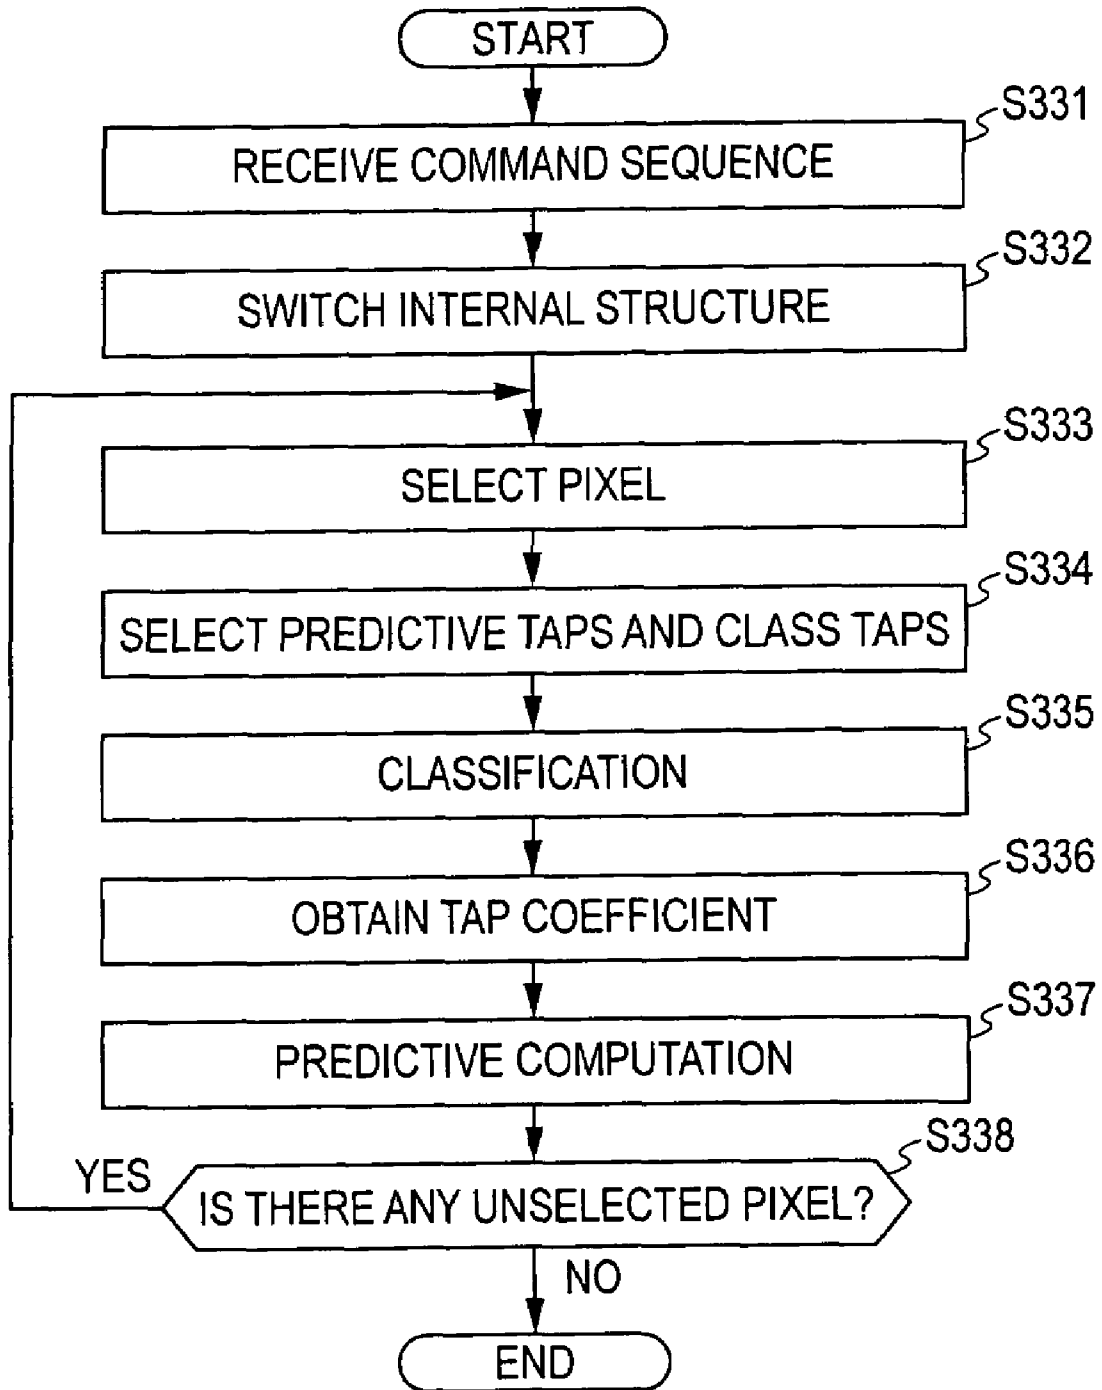 START
S331
RECEIVE COMMAND SEQUENCE
S332
SWITCH INTERNAL STRUCTURE
S333
SELECT PIXEL
S334
SELECT PREDICTIVE TAPS AND CLASS TAPS
S335
CLASSIFICATION
S336
OBTAIN TAP COEFFICIENT
S337
PREDICTIVE COMPUTATION
S338
YES
IS THERE ANY UNSELECTED PIXEL?
NO
END